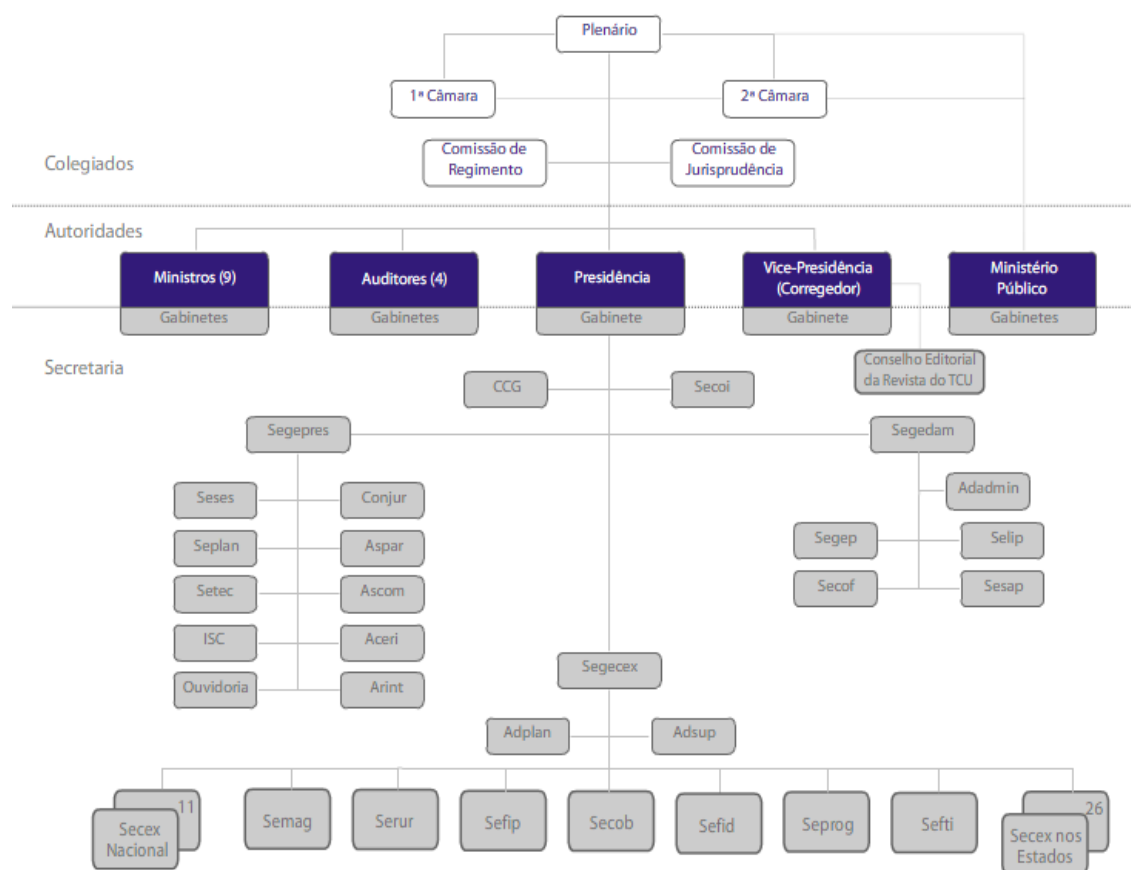 Plenário
1ª Câmara
2ª Câmara
Comissão de
Regimento
Comissão de
Jurisprudência
Colegiados
Autoridades
Ministros (9)
Gabinetes
Auditores (4)
Gabinetes
Presidência
Gabinete
Vice-Presidência
(Corregedor)
Gabinete
Ministério
Público
Gabinetes
Secretaria
Conselho Editorial
da Revista do TCU
CCG
Secoi
Segepres
Segedam
Seses
Conjur
Adadmin
Seplan
Aspar
Segep
Selip
Setec
Ascom
Secof
Sesap
ISC
Aceri
Ouvidoria
Arint
Segecex
Adplan
Adsup
11
Secex
Nacional
Semag
Serur
Sefip
Secob
Sefid
Seprog
Sefti
26
Secex nos
Estados